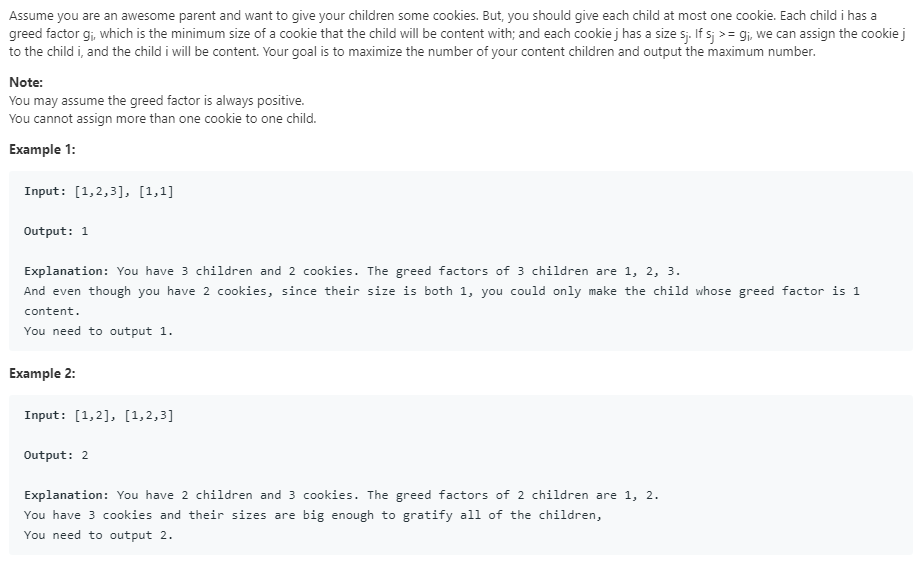 Assume you are an awesome parent and want to give your children some cookies. But, you should give each child at most one cookie. Each child i has a
greed factor gi, which is the minimum size of a cookie that the child will be content with; and each cookie j has a size sj. If sj >= gi, we can assign the cookie j
to the child i, and the child i will be content. Your goal is to maximize the number of your content children and output the maximum number.
Note:
You may assume the greed factor is always positive.
You cannot assign more than one cookie to one child.
Example 1:
Input: [1,2,3], [1,1]
Output: 1
Explanation: You have 3 children and 2 cookies. The greed factors of 3 children are 1, 2, 3.
And even though you have 2 cookies, since their size is both 1, you could only make the child whose greed factor is 1
content.
You need to output 1.
Example 2:
Input: [1,2], [1,2,3]
Output: 2
Explanation: You have 2 children and 3 cookies. The greed factors of 2 children are 1, 2.
You have 3 cookies and their sizes are big enough to gratify all of the children,
You need to output 2.